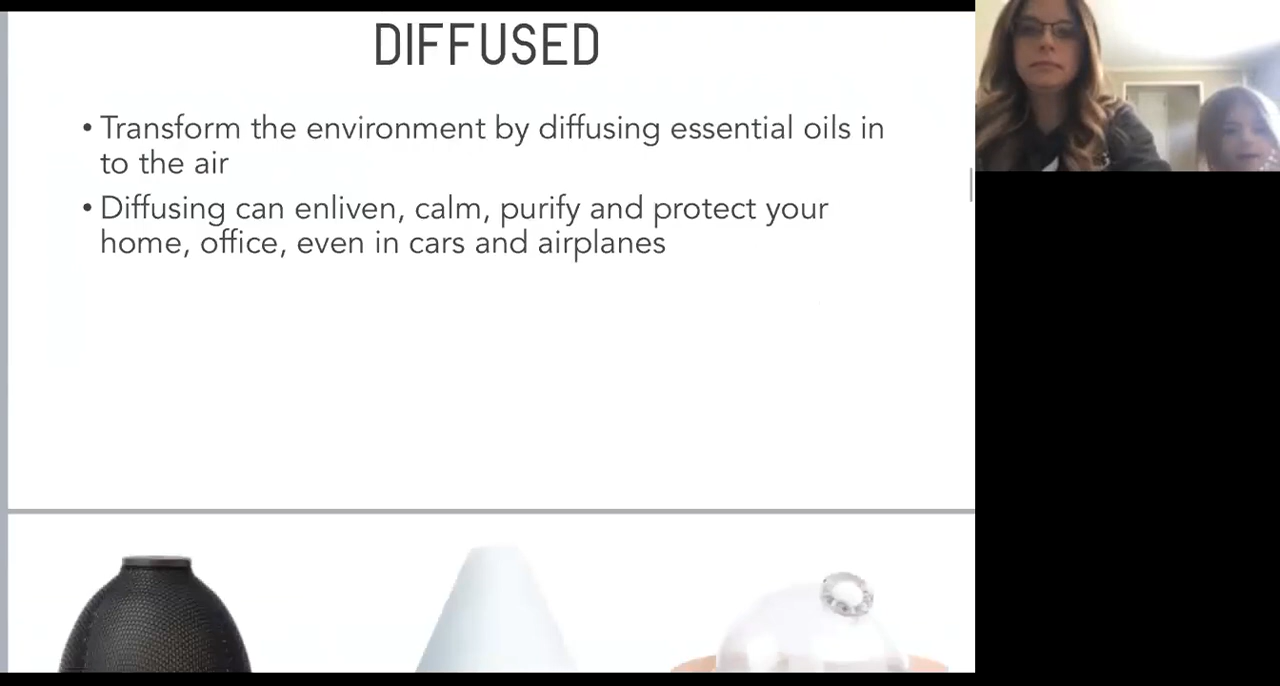 DIFFUSED
• Transform the environment by diffusing essential oils in
to the air
• Diffusing can enliven, calm, purify and protect your
home, office, even in cars and airplanes